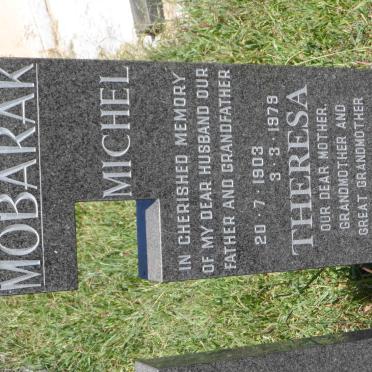 MOBARAK
MICHEL
IN CHERISHED MEMORY
OF MY DEAR HUSBAND OUR
FATHER AND GRANDFATHER
20·7·1903
3·3·1979
THERESA
OUR DEAR MOTHER,
GRANDMOTHER AND
GREAT GRANDMOTHER